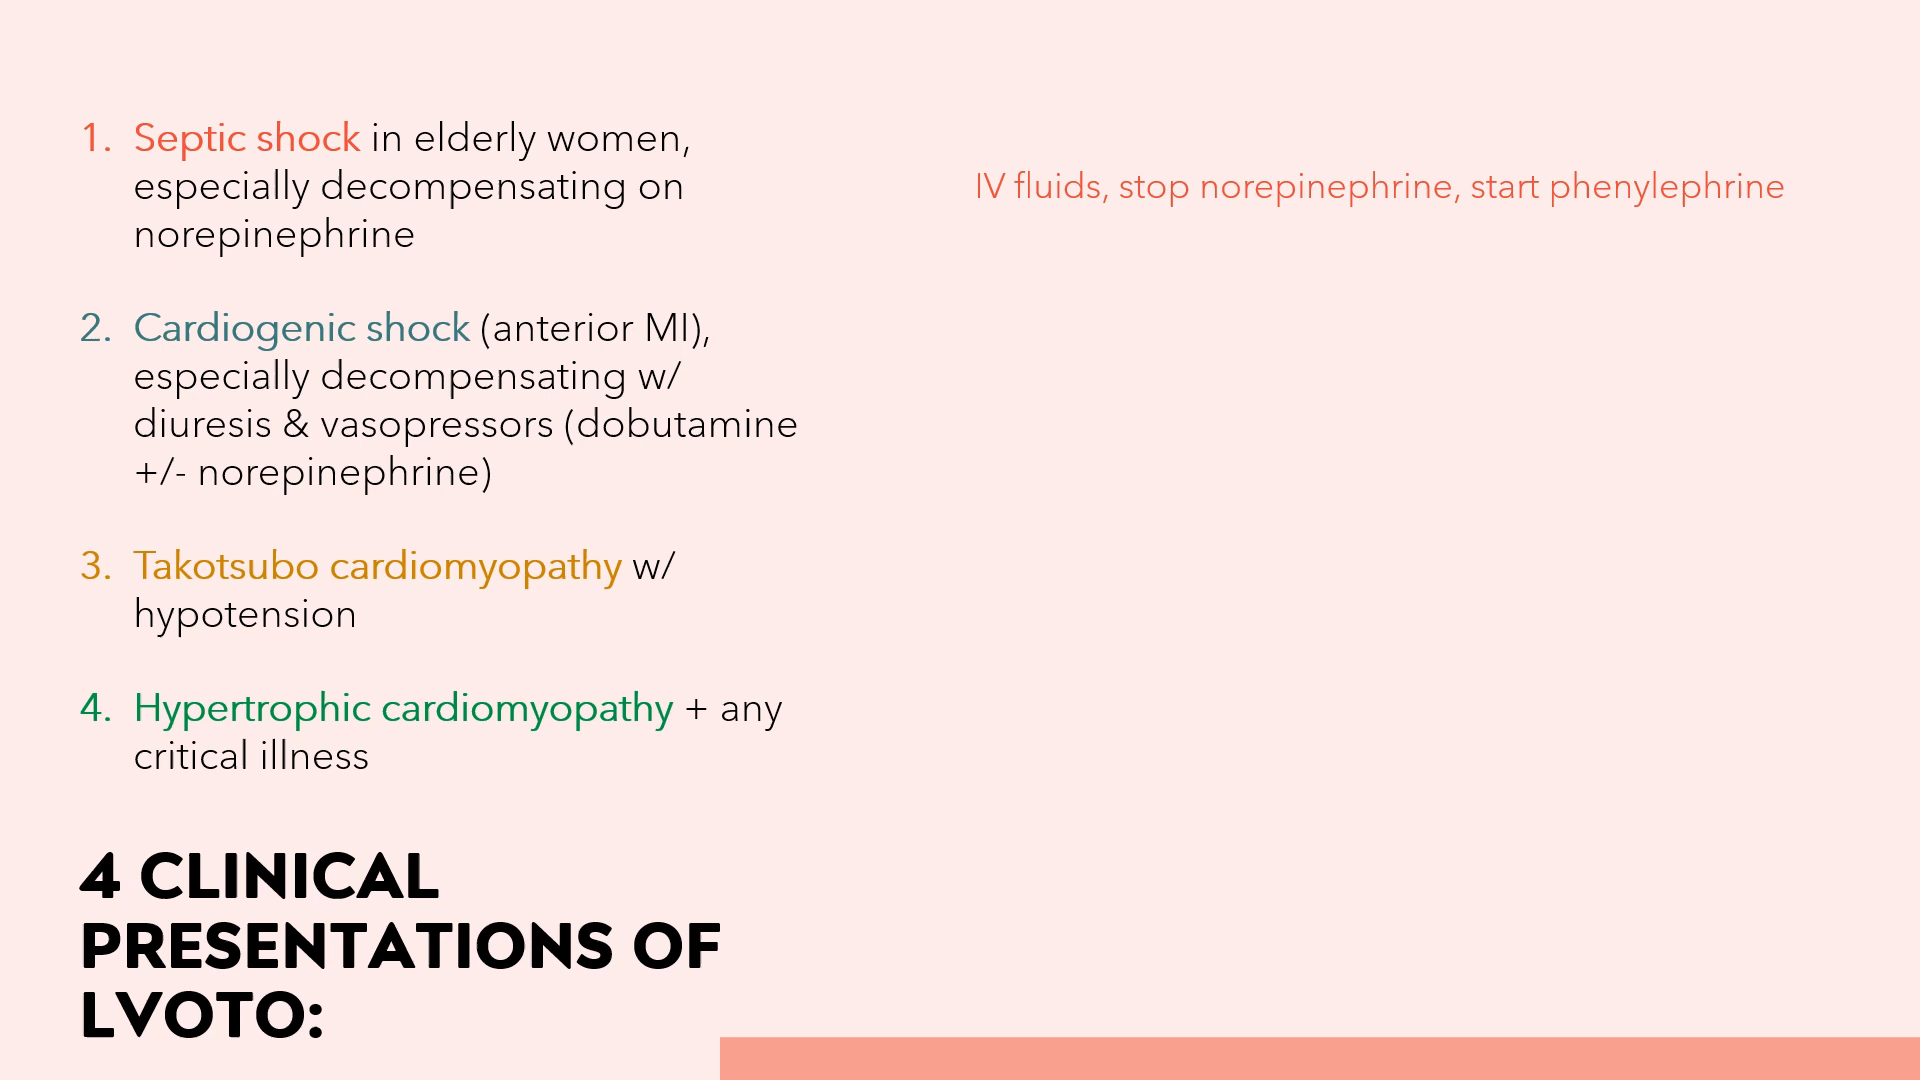 1. Septic shock in elderly women,
especially decompensating on
norepinephrine
IV fluids, stop norepinephrine, start phenylephrine
2. Cardiogenic shock (anterior MI),
especially decompensating w/
diuresis & vasopressors (dobutamine
+/- norepinephrine)
3. Takotsubo cardiomyopathy w/
hypotension
4. Hypertrophic cardiomyopathy + any
critical illness
4 CLINICAL
PRESENTATIONS OF
LVOTO: